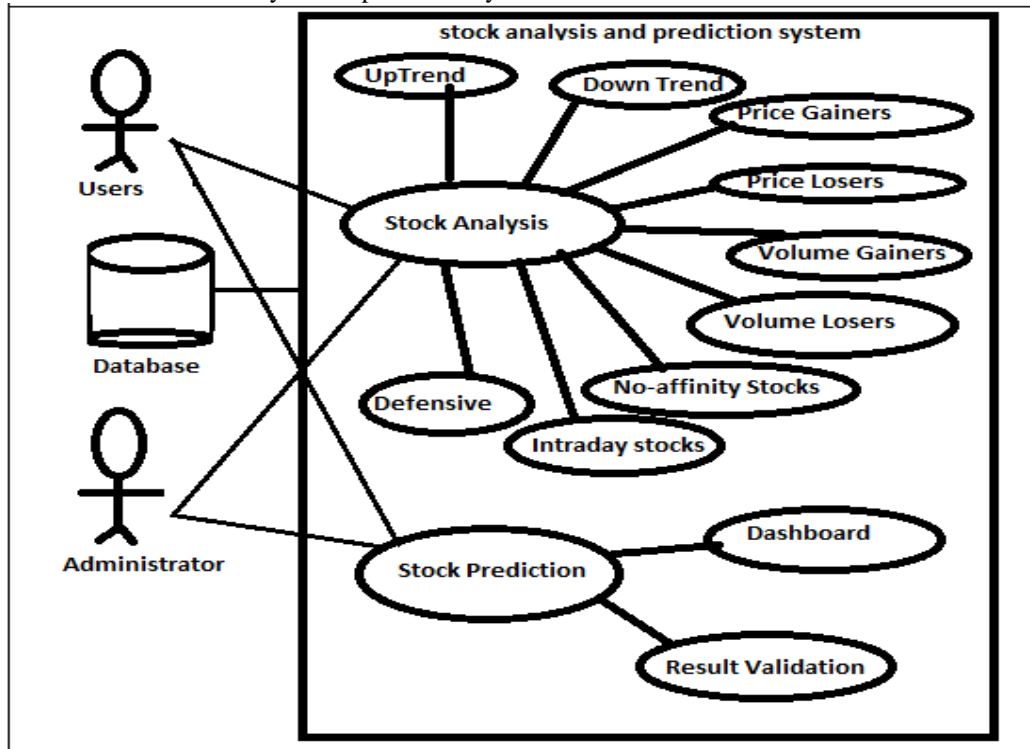 stock analysis and prediction system
UpTrend
Down Trend
Price Gainers
Users
Price Losers
Stock Analysis
Volume Gainers
Volume Losers
Database
No-affinity Stocks
Defensive
Intraday stocks
Administrator
Dashboard
Stock Prediction
Result Validation